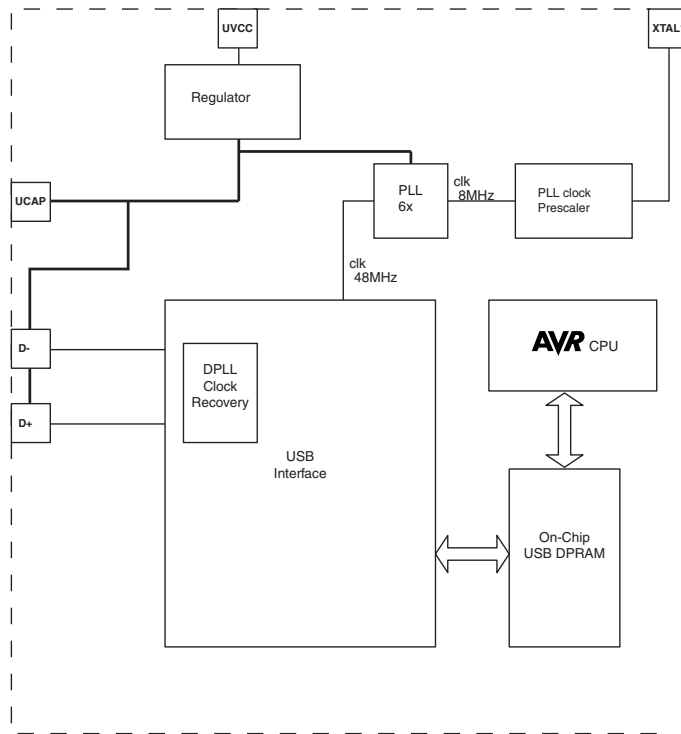 UVCC
XTAL1
Regulator
UCAP
PLL
6x
clk
8MHz
PLL clock
Prescaler
clk
48MHz
D-
D+
DPLL
Clock
Recovery
USB
Interface
AVR CPU
On-Chip
USB DPRAM